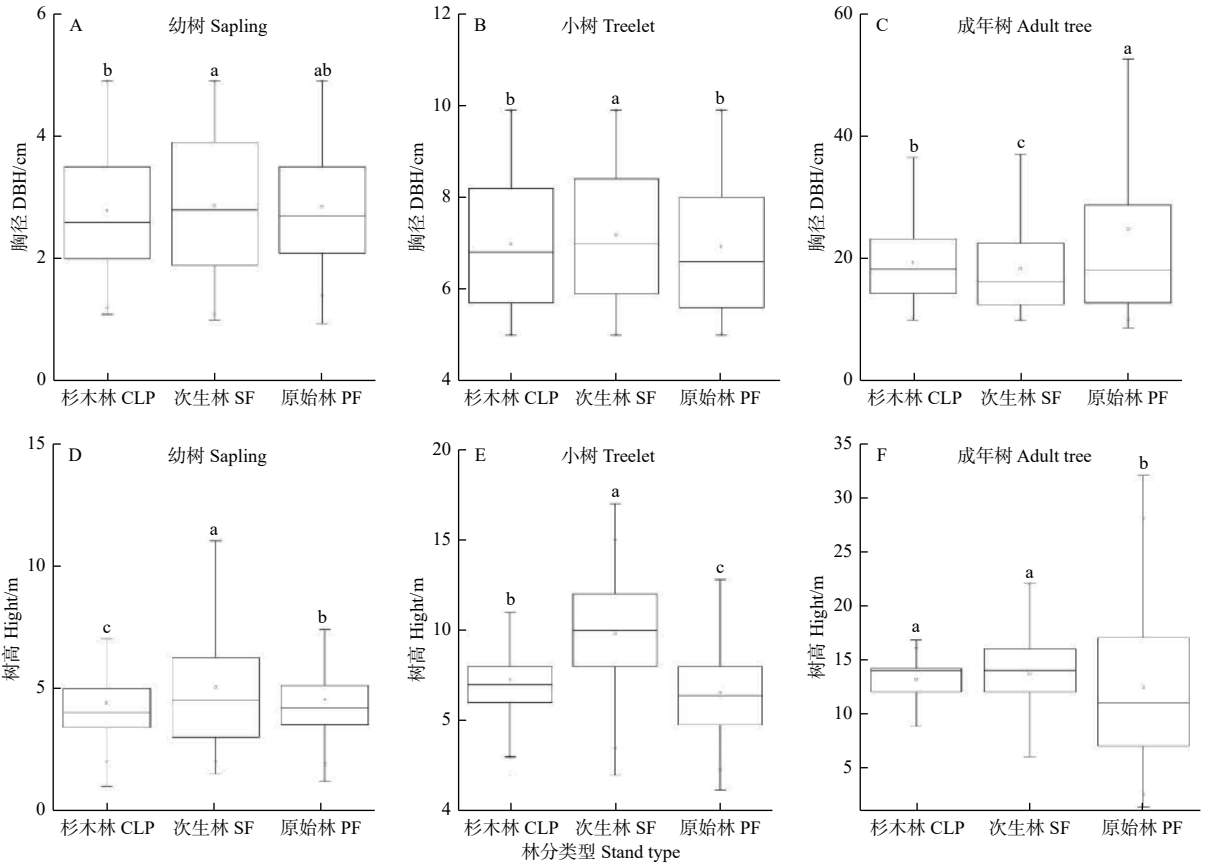 A 幼树 Sapling
胸径 DBH/cm
6
4
2
0
b a ab
杉木林 CLP 次生林 SF 原始林 PF
B 小树 Treelet
胸径 DBH/cm
12
10
8
6
4
b a b
杉木林 CLP 次生林 SF 原始林 PF
C 成年树 Adult tree
胸径 DBH/cm
60
40
20
0
b c a
杉木林 CLP 次生林 SF 原始林 PF
D 幼树 Sapling
树高 Hight/m
15
10
5
0
c a b
杉木林 CLP 次生林 SF 原始林 PF
E 小树 Treelet
树高 Hight/m
20
15
10
5
4
b a c
杉木林 CLP 次生林 SF 原始林 PF
F 成年树 Adult tree
树高 Hight/m
35
30
25
20
15
10
5
a a b
杉木林 CLP 次生林 SF 原始林 PF
林分类型 Stand type